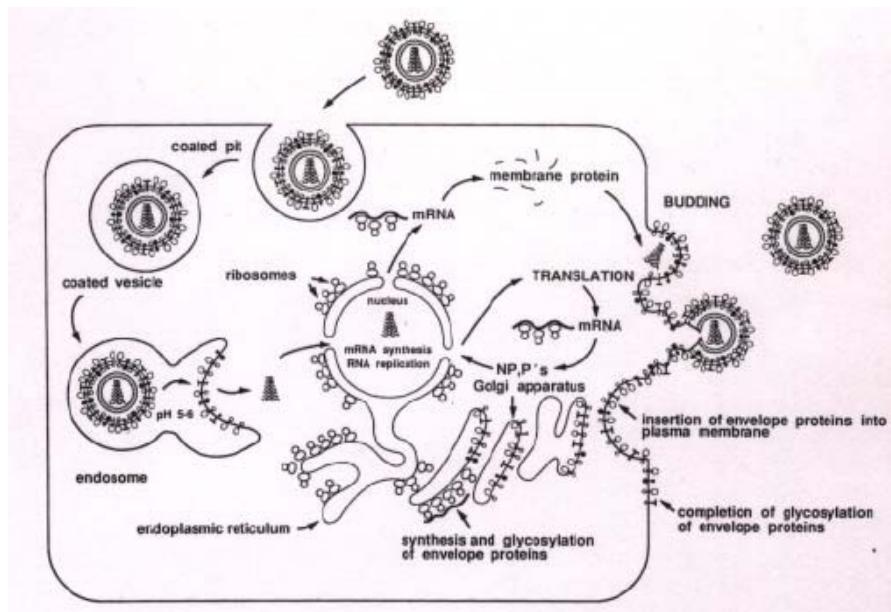 coated pit
membrane protein
mRNA
BUDDING
ribosomes
coated vesicle
nucleus
TRANSLATION
mRNA synthesis
RNA replication
mRNA
NP,P's
Golgi apparatus
pH 5-6
insertion of envelope proteins into
plasma membrane
endosome
completion of glycosylation
of envelope proteins
endoplasmic reticulum
synthesis and glycosylation
of envelope proteins